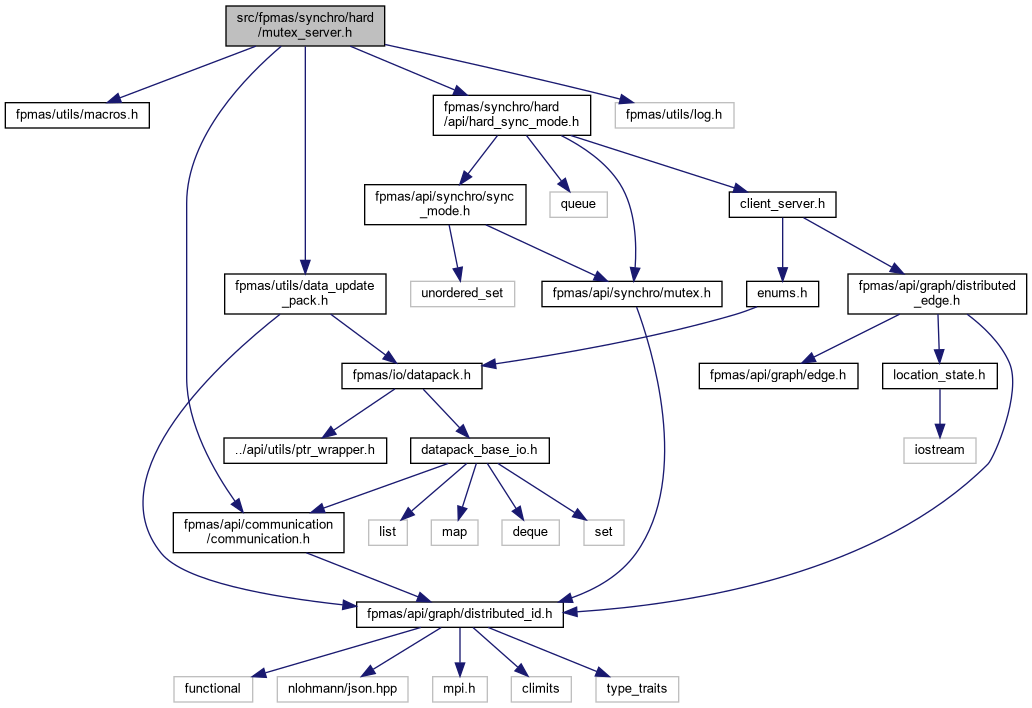 src/fpmas/synchro/hard
/mutex_server.h
fpmas/utils/macros.h
fpmas/synchro/hard
/api/hard_sync_mode.h
fpmas/utils/log.h
fpmas/api/synchro/sync
_mode.h
queue
client_server.h
fpmas/utils/data_update
_pack.h
unordered_set
fpmas/api/synchro/mutex.h
enums.h
fpmas/api/graph/distributed
_edge.h
fpmas/io/datapack.h
fpmas/api/graph/edge.h
location_state.h
../api/utils/ptr_wrapper.h
datapack_base_io.h
iostream
fpmas/api/communication
/communication.h
list
map
deque
set
fpmas/api/graph/distributed_id.h
functional
nlohmann/json.hpp
mpi.h
climits
type_traits